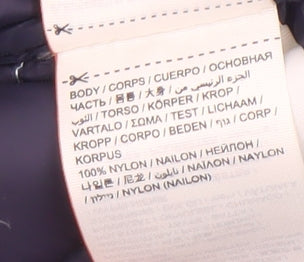 BODY / CORPS / CUERPO / ОСНОВНАЯ
ЧАСТЬ / 몸통 / 大身 / الجزء الرئيسي من
الثوب / TORSO / KÖRPER / KROP /
VARTALO / ΣΩΜΑ / TEST / LICHAAM /
KROPP / CORPO / BEDEN / גוף / CORP /
KORPUS
100% NYLON / NAILON / НЕЙЛОН /
나일론 / 尼龙 / نايلون / ΝΑΪΛΟΝ / NAYLON
/ ניילון / NYLON (NAILON)